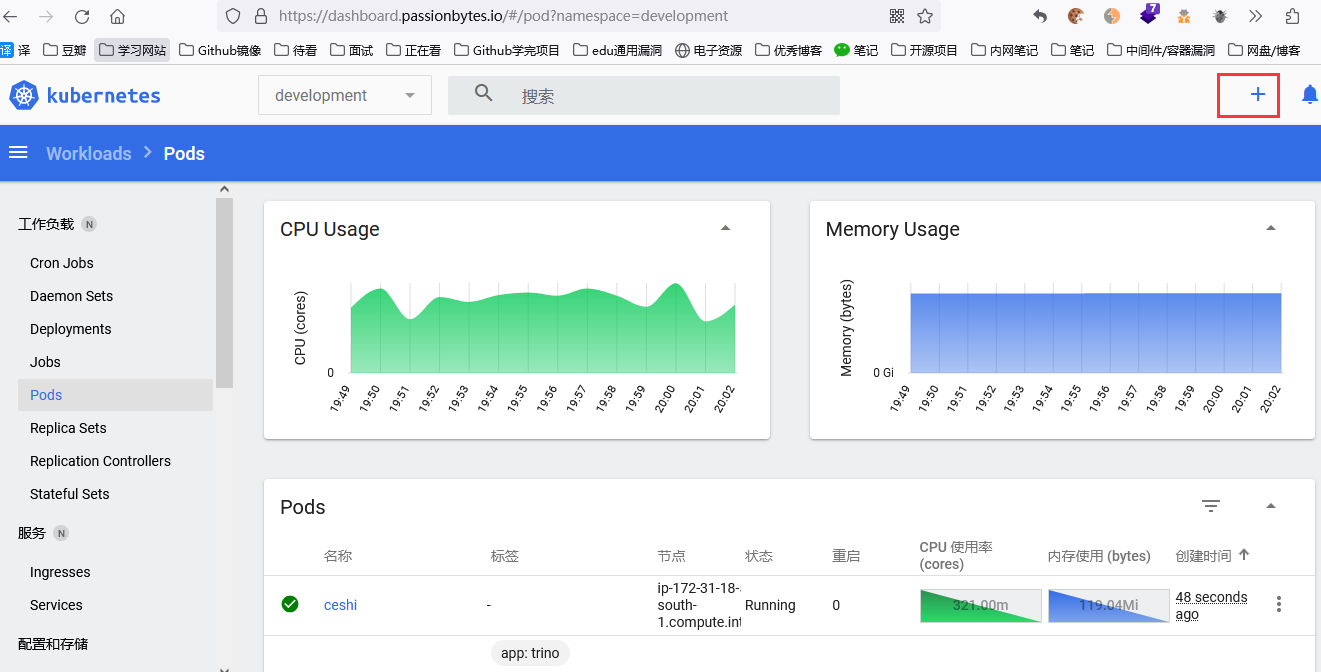 https://dashboard.passionbytes.io/#/pod?namespace=development
7
译 译 豆瓣 学习网站 Github镜像 待看 面试 正在看 Github学完项目 edu通用漏洞 电子资源 优秀博客 笔记 开源项目 内网笔记 笔记 中间件/容器漏洞 网盘/博客
kubernetes
development
搜索
Workloads
Pods
工作负载 N
Cron Jobs
Daemon Sets
Deployments
Jobs
Pods
Replica Sets
Replication Controllers
Stateful Sets
服务 N
Ingresses
Services
配置和存储
CPU Usage
CPU (cores)
0
19:49 19:50 19:51 19:52 19:53 19:54 19:55 19:56 19:57 19:58 19:59 20:00 20:01 20:02
Memory Usage
Memory (bytes)
0 Gi
19:49 19:50 19:51 19:52 19:53 19:54 19:55 19:56 19:57 19:58 19:59 20:00 20:01 20:02
Pods
名称 标签 节点 状态 重启 CPU 使用率 (cores) 内存使用 (bytes) 创建时间
ceshi
-
ip-172-31-18-
south-
1.compute.int
Running
0
321.00m
119.04Mi
48 seconds
ago
app: trino